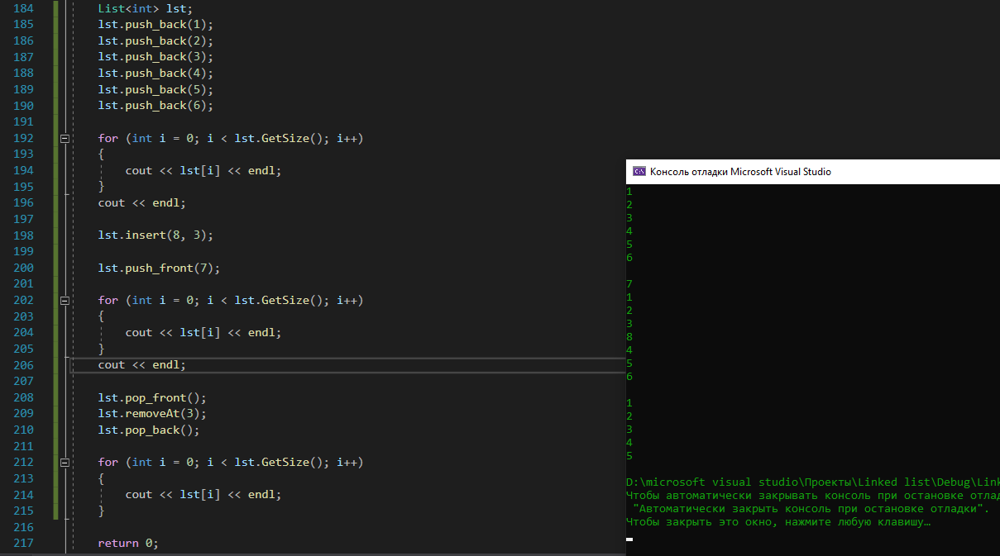 184 List<int> lst;
185 lst.push_back(1);
186 lst.push_back(2);
187 lst.push_back(3);
188 lst.push_back(4);
189 lst.push_back(5);
190 lst.push_back(6);
191
192 for (int i = 0; i < lst.GetSize(); i++)
193 {
194 cout << lst[i] << endl;
195 }
196 cout << endl;
197
198 lst.insert(8, 3);
199
200 lst.push_front(7);
201
202 for (int i = 0; i < lst.GetSize(); i++)
203 {
204 cout << lst[i] << endl;
205 }
206 cout << endl;
207
208 lst.pop_front();
209 lst.removeAt(3);
210 lst.pop_back();
211
212 for (int i = 0; i < lst.GetSize(); i++)
213 {
214 cout << lst[i] << endl;
215 }
216
217 return 0;
Консоль отладки Microsoft Visual Studio
1
2
3
4
5
6
7
1
2
3
8
4
5
6
1
2
3
4
5
D:\microsoft visual studio\Проекты\Linked list\Debug\Link
Чтобы автоматически закрывать консоль при остановке отлад
"Автоматически закрыть консоль при остановке отладки".
Чтобы закрыть это окно, нажмите любую клавишу…